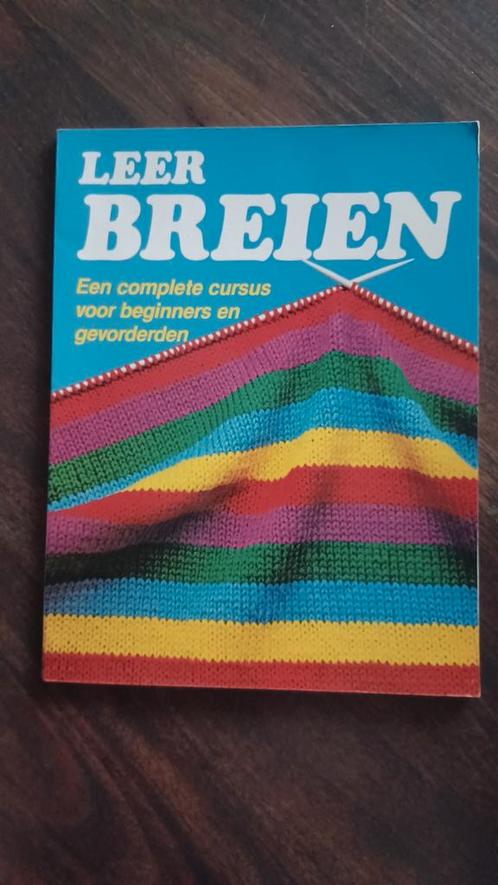 LEER
BREIEN
Een complete cursus
voor beginners en
gevorderden